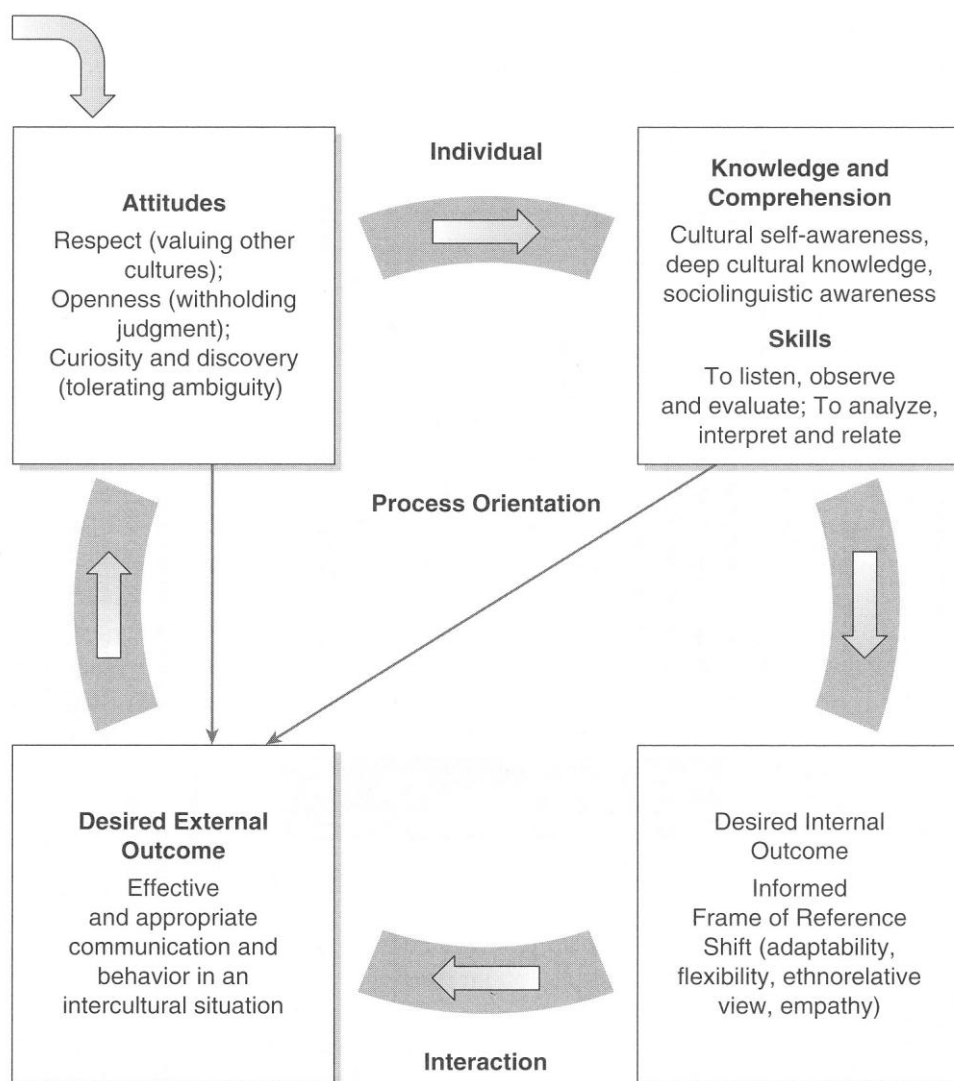 Individual
Attitudes
Respect (valuing other
cultures);
Openness (withholding
judgment);
Curiosity and discovery
(tolerating ambiguity)
Knowledge and
Comprehension
Cultural self-awareness,
deep cultural knowledge,
sociolinguistic awareness
Skills
To listen, observe
and evaluate; To analyze,
interpret and relate
Process Orientation
Desired External
Outcome
Effective
and appropriate
communication and
behavior in an
intercultural situation
Desired Internal
Outcome
Informed
Frame of Reference
Shift (adaptability,
flexibility, ethnorelative
view, empathy)
Interaction